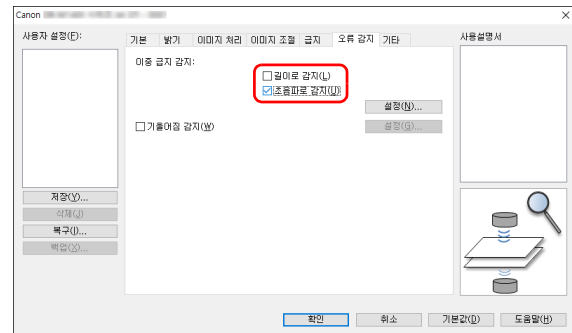 Canon
사용자 설정(F):
기본 밝기 이미지 처리 이미지 조절 급지 오류 감지 기타
사용설명서
이중 급지 감지:
길이로 감지(L)
초음파로 감지(U)
설정(N)...
기울어짐 감지(W)
설정(G)...
저장(Y)...
삭제(J)
복구(I)...
백업(X)...
확인 취소 기본값(D) 도움말(H)